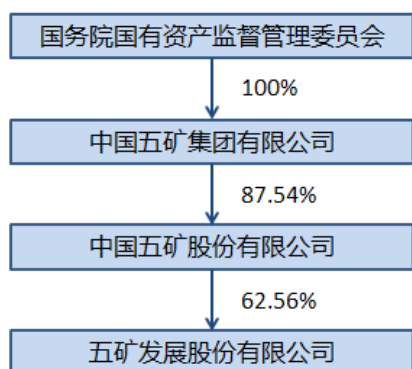 国务院国有资产监督管理委员会
100%
中国五矿集团有限公司
87.54%
中国五矿股份有限公司
62.56%
五矿发展股份有限公司